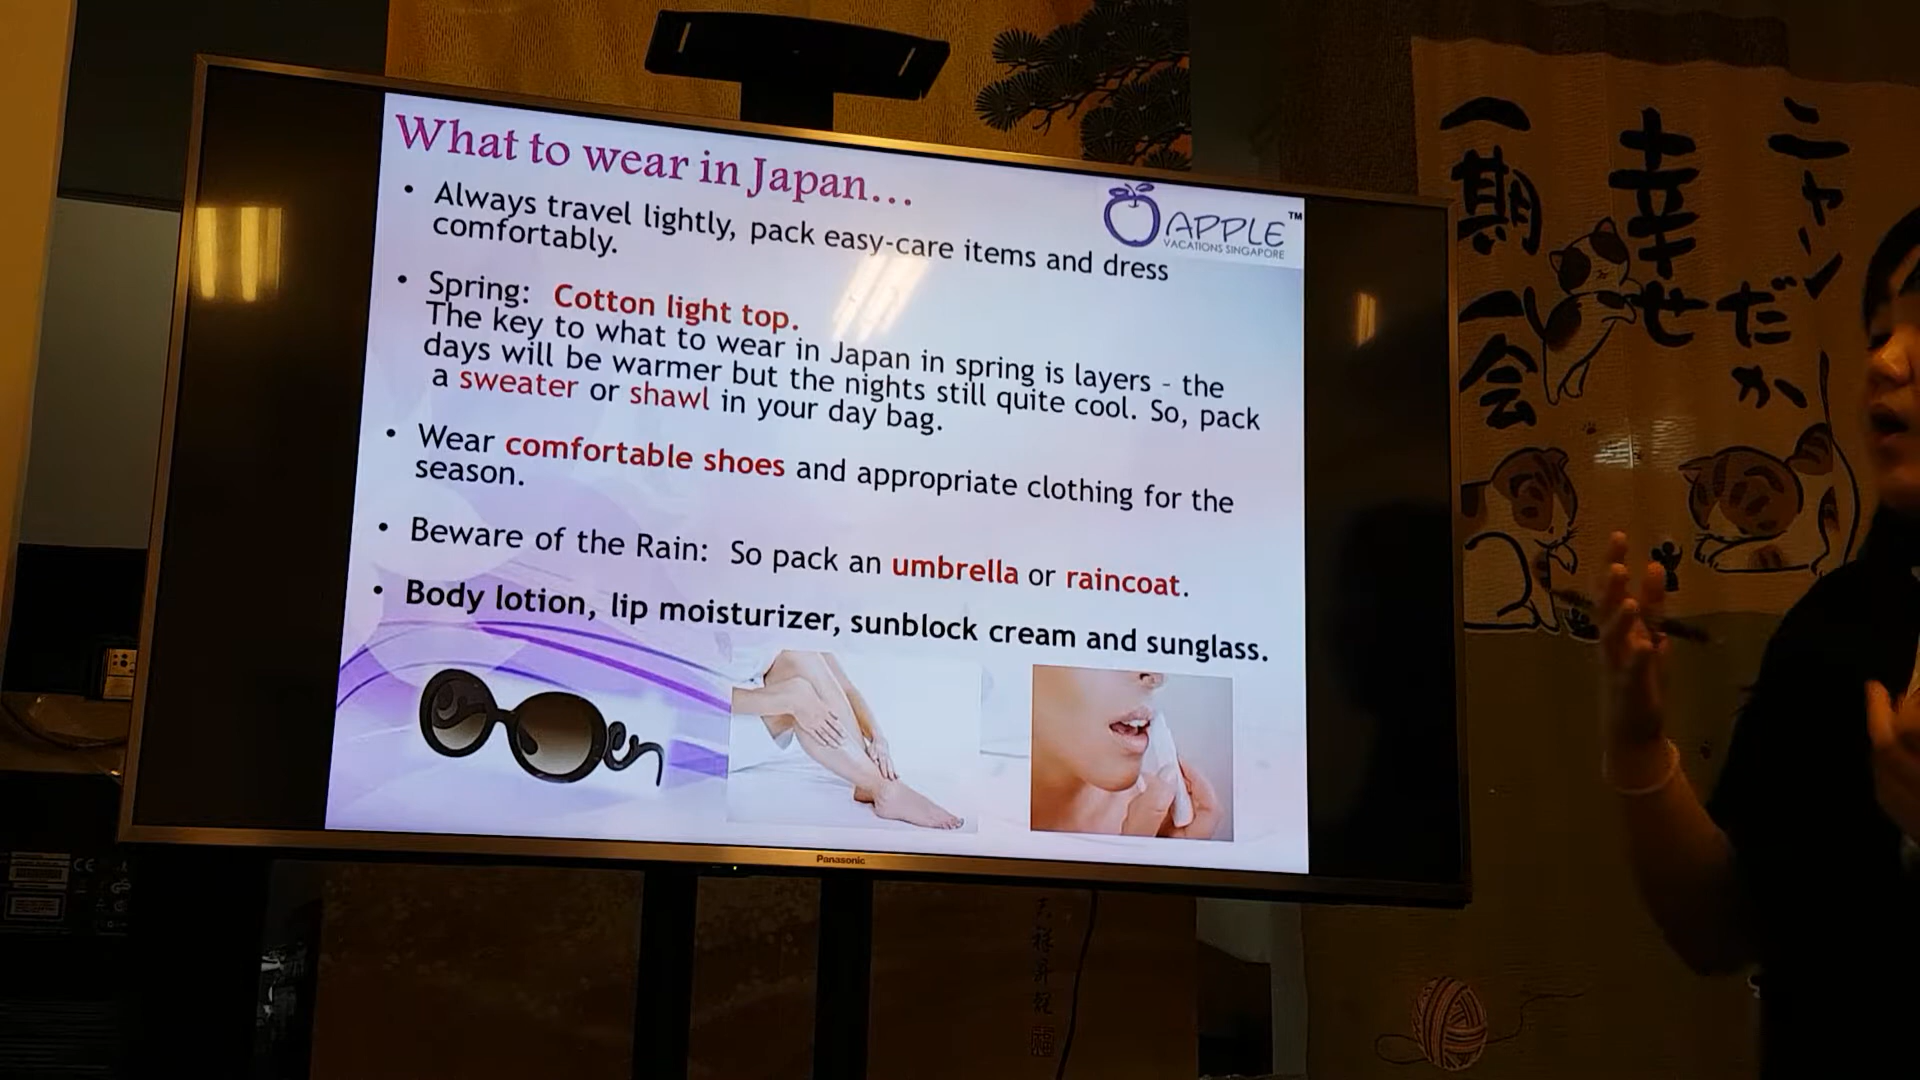 What to wear in Japan...
APPLE™
VACATIONS SINGAPORE
• Always travel lightly, pack easy-care items and dress
comfortably.
• Spring: Cotton light top.
The key to what to wear in Japan in spring is layers - the
days will be warmer but the nights still quite cool. So, pack
a sweater or shawl in your day bag.
• Wear comfortable shoes and appropriate clothing for the
season.
• Beware of the Rain: So pack an umbrella or raincoat.
• Body lotion, lip moisturizer, sunblock cream and sunglass.
Panasonic
ニャーン
だか
幸せ
一期一会
CE